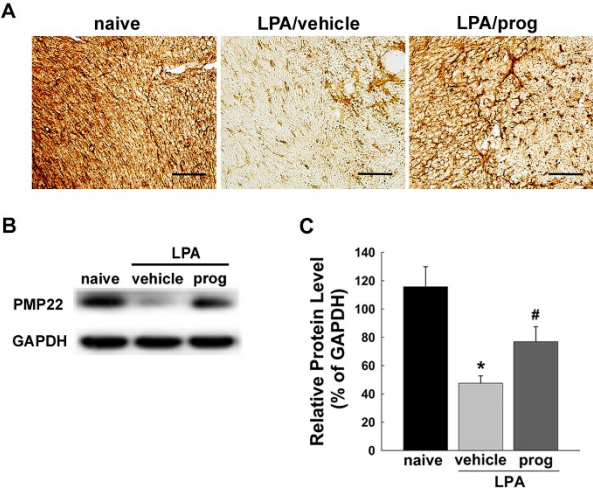 A
naive
LPA/vehicle
LPA/prog
B
LPA
naive vehicle prog
PMP22
GAPDH
C
Relative Protein Level
(% of GAPDH)
140
120
100
80
60
40
20
0
*
#
naive vehicle prog
LPA